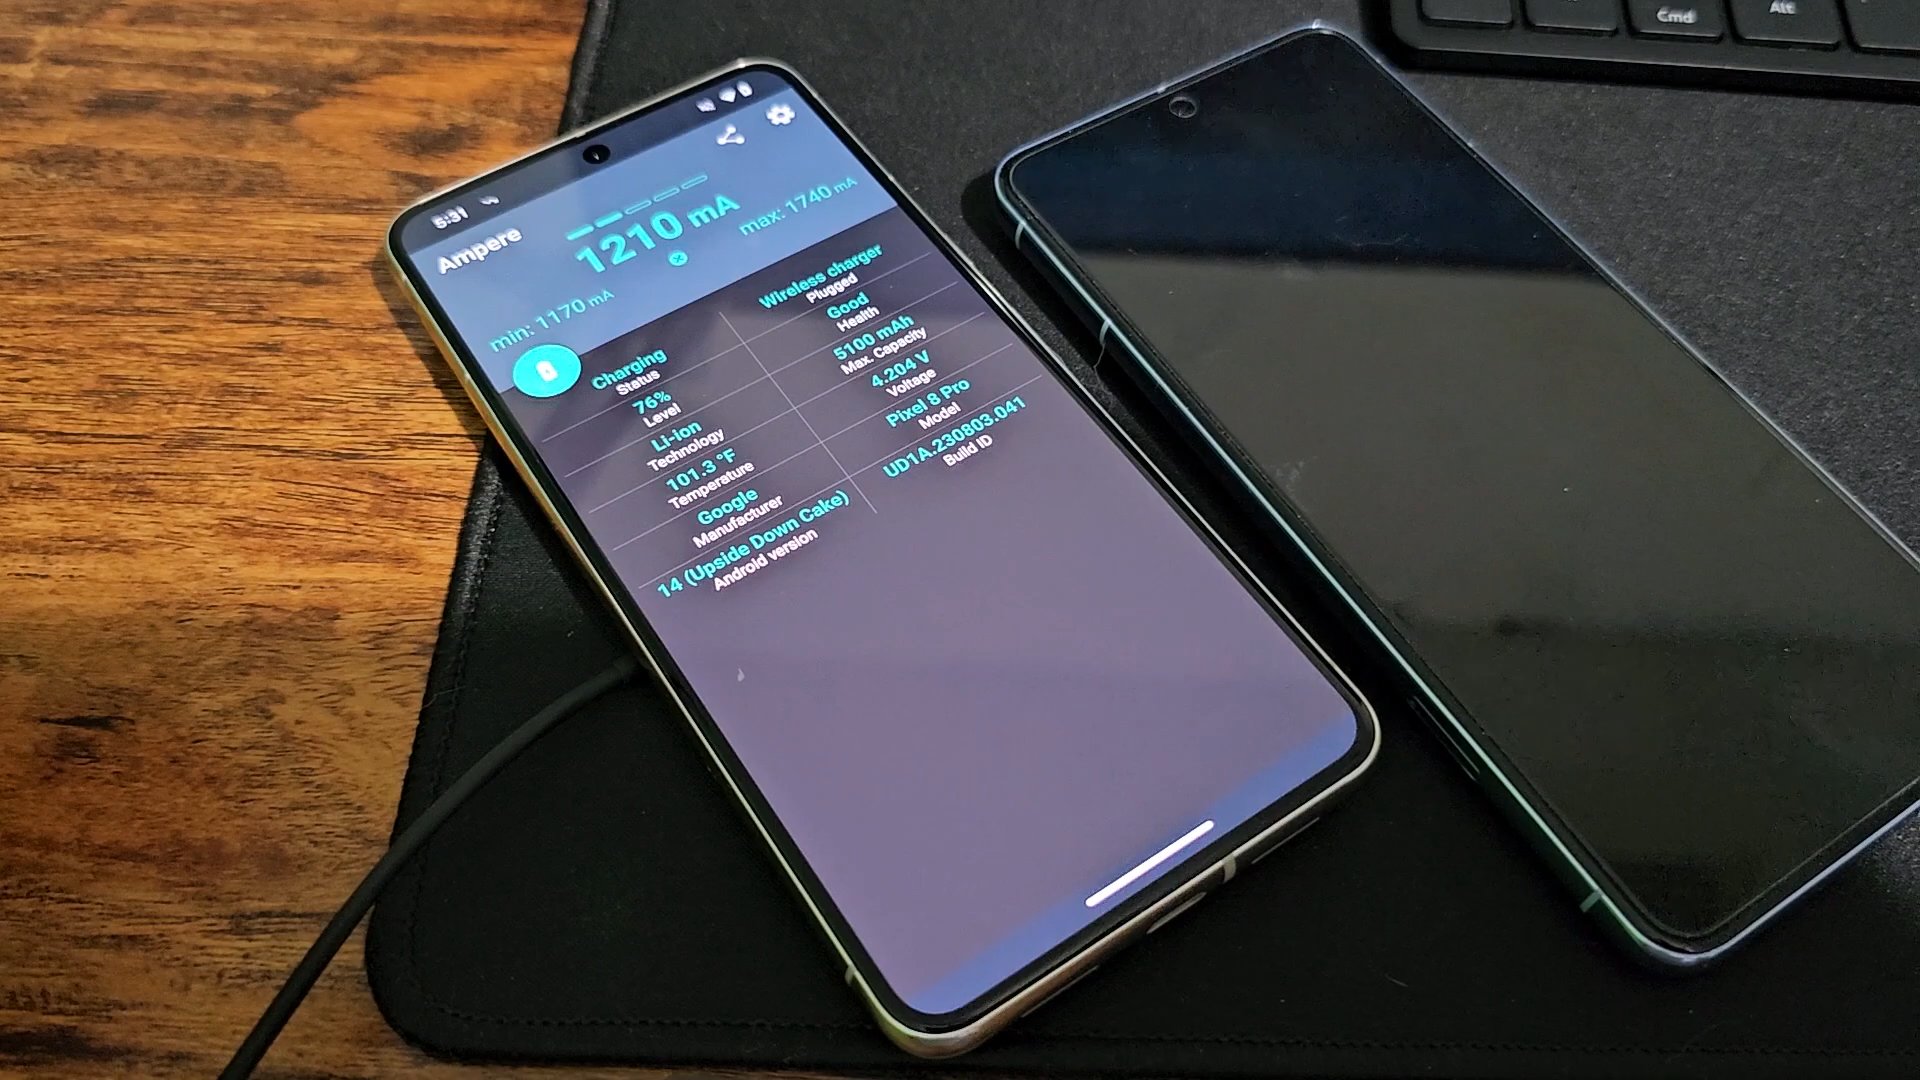 5:31
Ampere
1210 mA
min: 1170 mA
max: 1740 mA
Charging
Status
Wireless charger
Plugged
76%
Level
Good
Health
Li-ion
Technology
5100 mAh
Max. Capacity
101.3 °F
Temperature
4.204 V
Voltage
Google
Manufacturer
Pixel 8 Pro
Model
14 (Upside Down Cake)
Android version
UD1A.230803.041
Build ID
Cmd
Alt